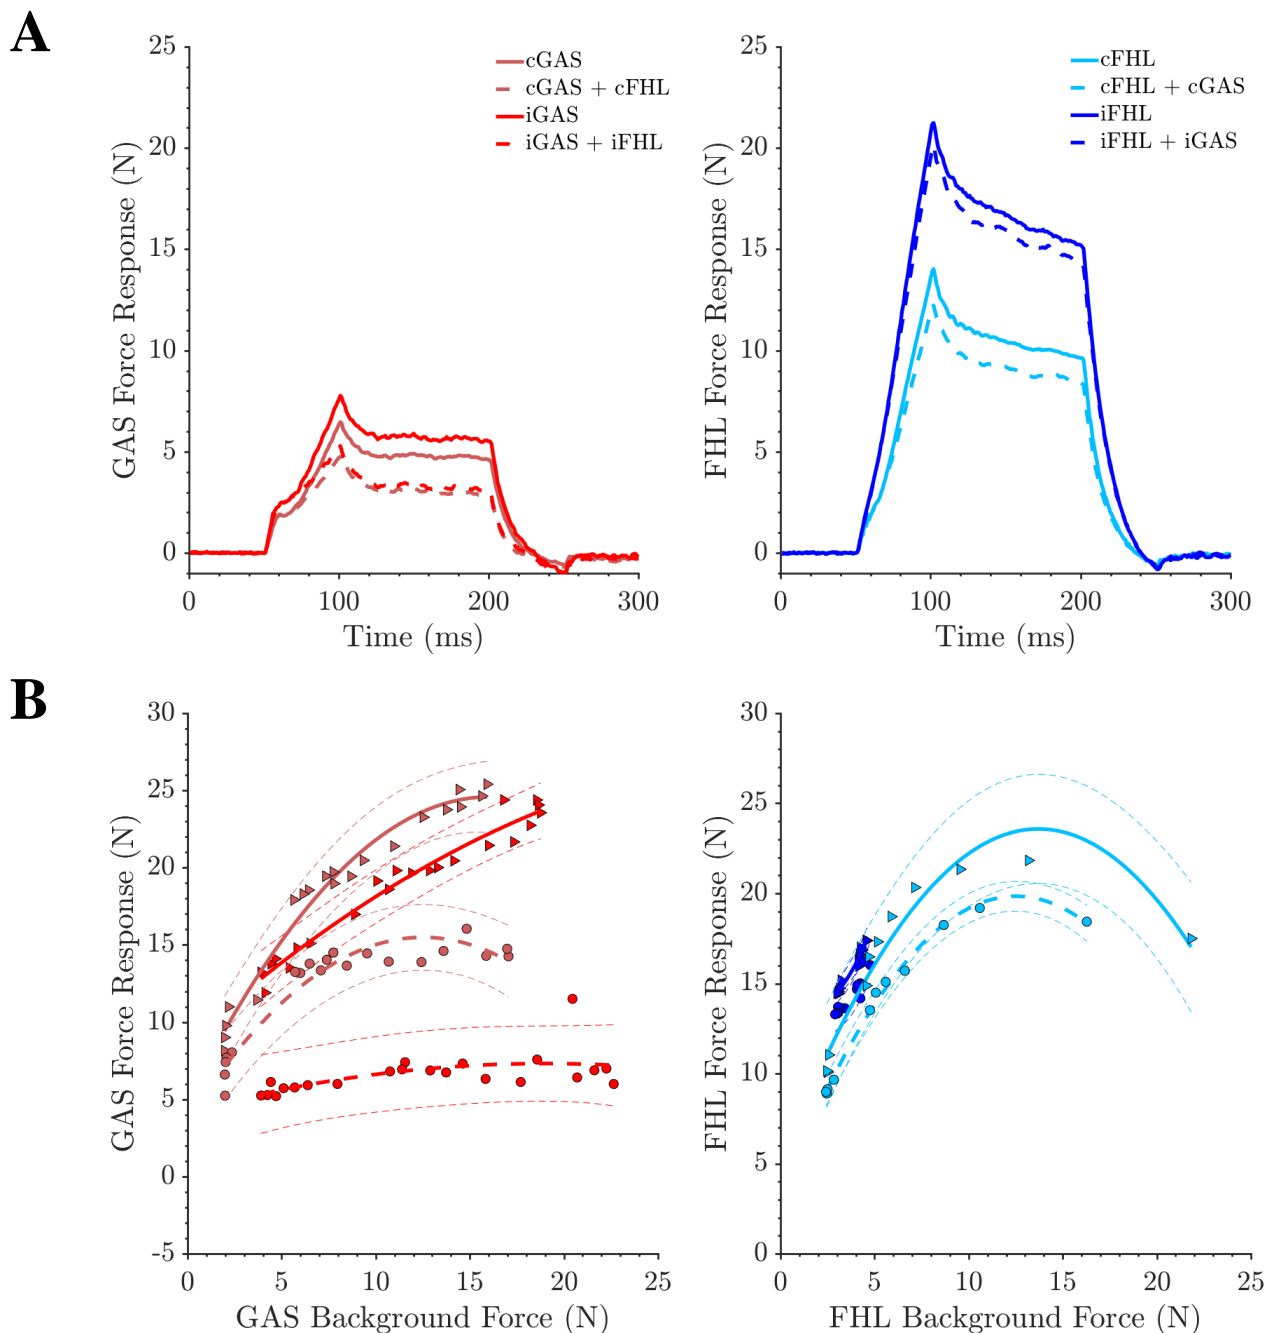 A
GAS Force Response (N)
25
20
15
10
5
0
0
100
200
300
Time (ms)
cGAS
cGAS + cFHL
iGAS
iGAS + iFHL
FHL Force Response (N)
25
20
15
10
5
0
0
100
200
300
Time (ms)
cFHL
cFHL + cGAS
iFHL
iFHL + iGAS
B
GAS Force Response (N)
30
25
20
15
10
5
0
-5
0
5
10
15
20
25
GAS Background Force (N)
FHL Force Response (N)
30
25
20
15
10
5
0
0
5
10
15
20
25
FHL Background Force (N)